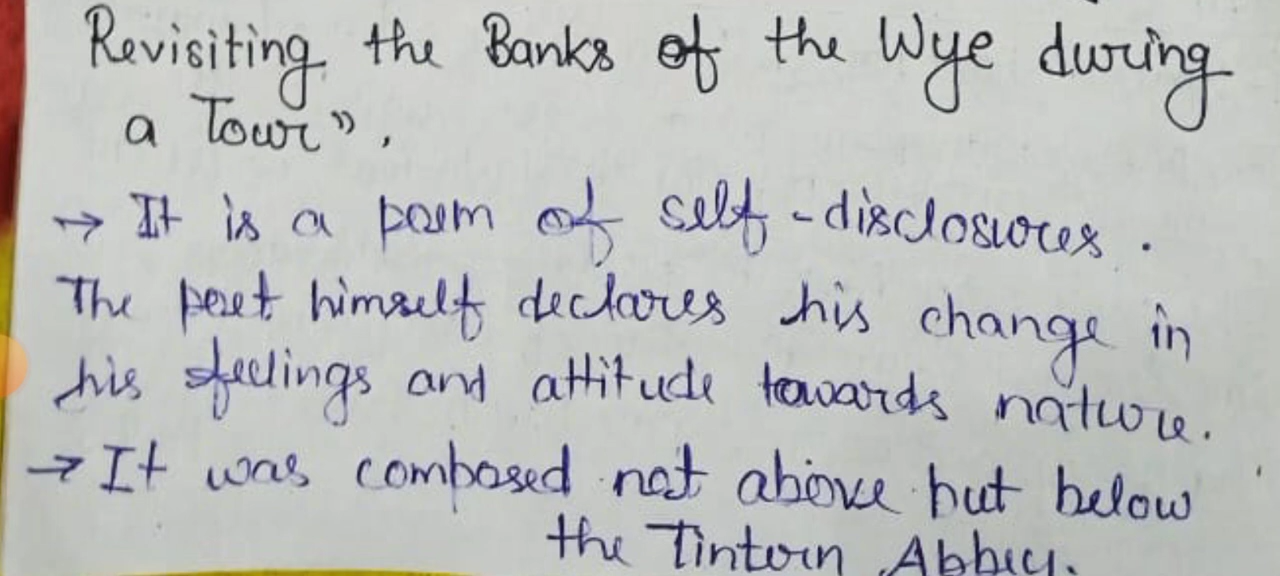 Revisiting the Banks of the Wye during
a Tour”.
→ It is a poem of self-disclosures.
The poet himself declares his change in
his feelings and attitude towards nature.
→ It was composed not above but below
the Tintern Abbey.